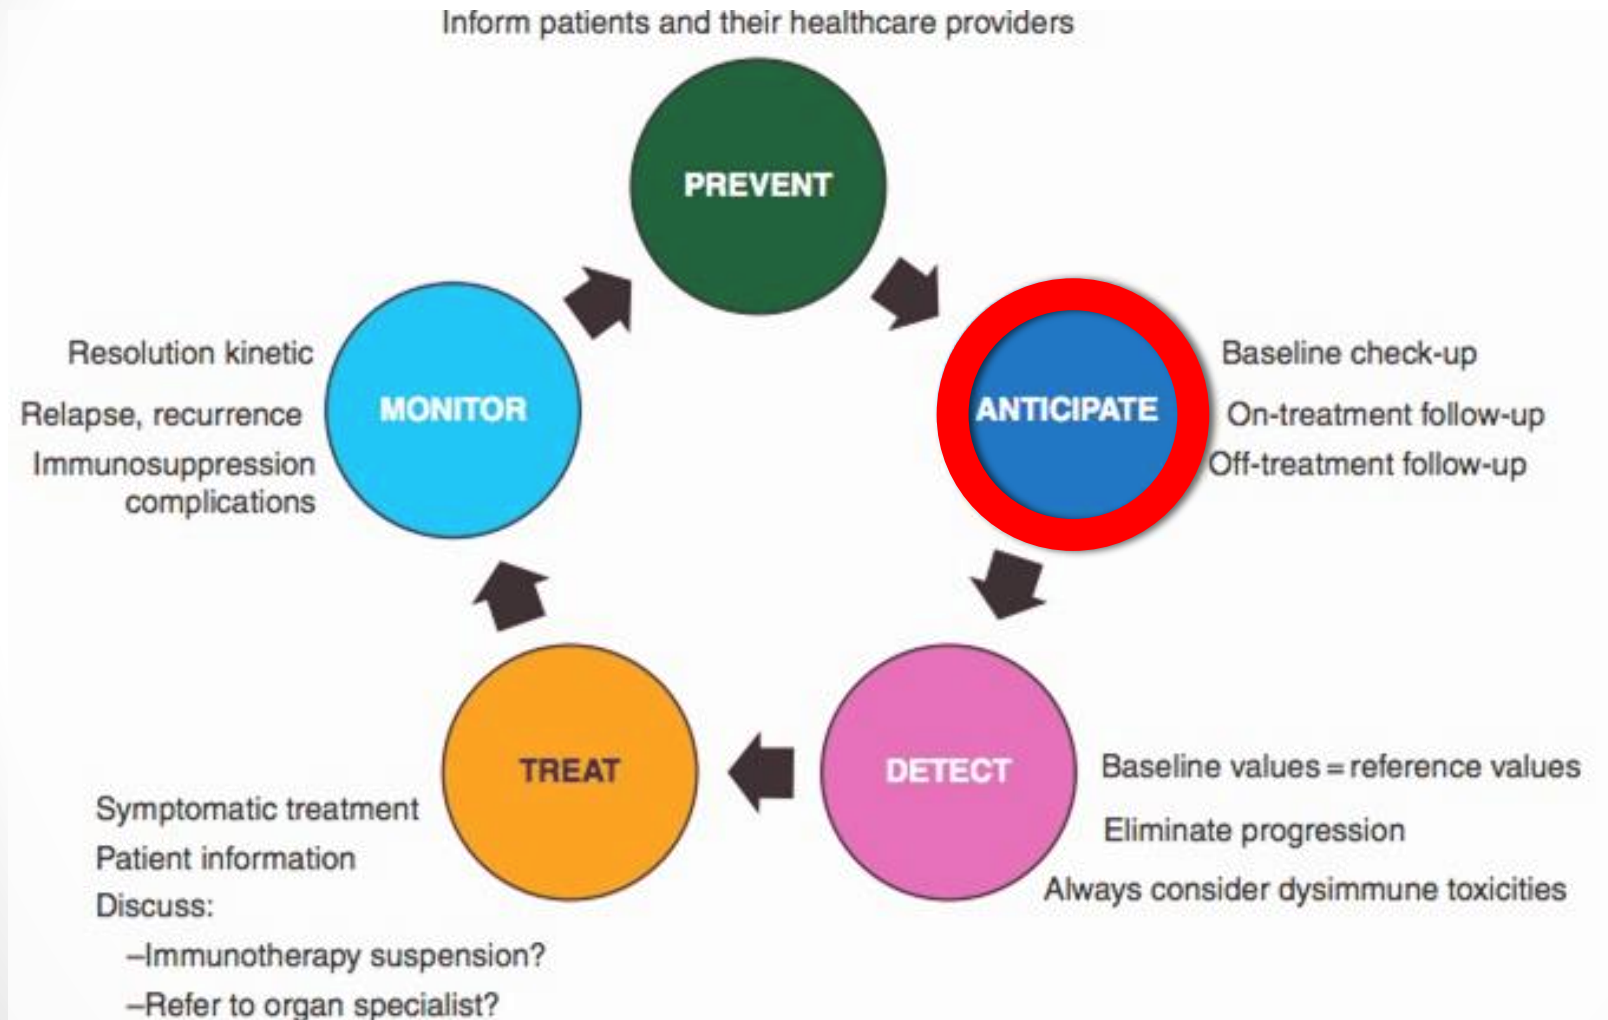 Inform patients and their healthcare providers
PREVENT
ANTICIPATE
Baseline check-up
On-treatment follow-up
Off-treatment follow-up
DETECT
Baseline values = reference values
Eliminate progression
Always consider dysimmune toxicities
TREAT
Symptomatic treatment
Patient information
Discuss:
–Immunotherapy suspension?
–Refer to organ specialist?
MONITOR
Resolution kinetic
Relapse, recurrence
Immunosuppression
complications